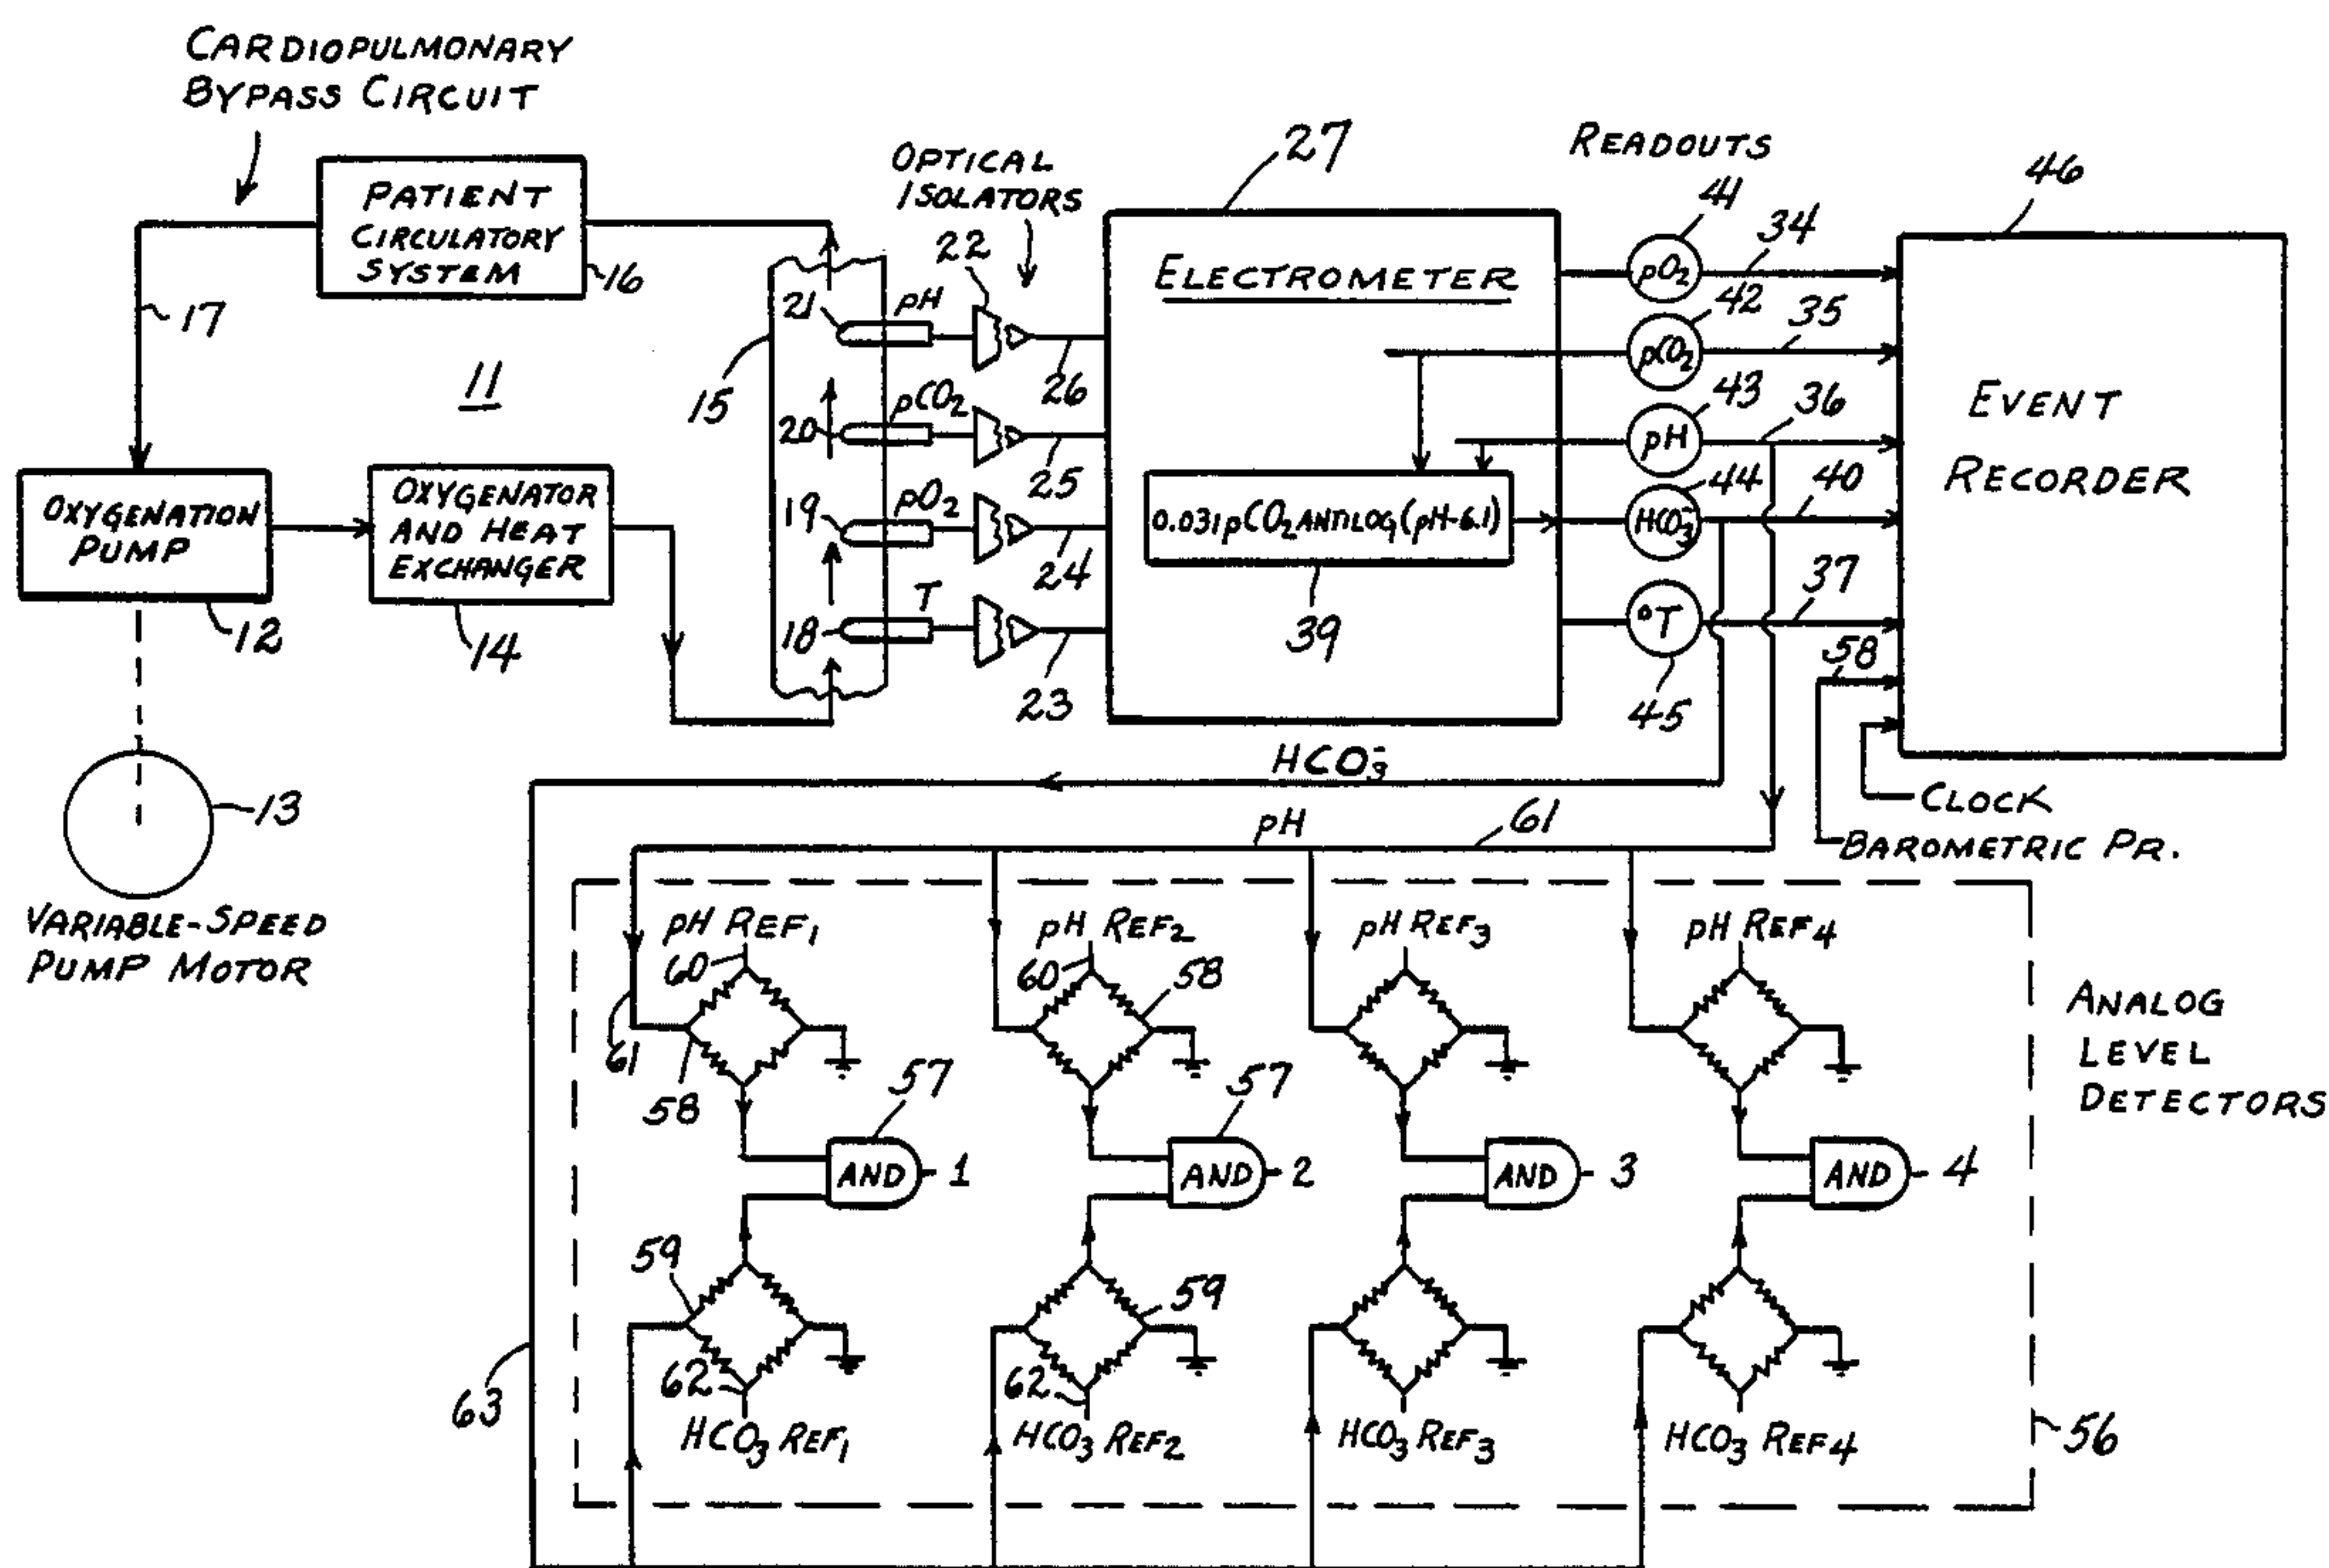 CARDIOPULMONARY
BYPASS CIRCUIT
PATIENT
CIRCULATORY
SYSTEM
16
17
11
OXYGENATION
PUMP
12
OXYGENATOR
AND HEAT
EXCHANGER
14
13
VARIABLE-SPEED
PUMP MOTOR
15
OPTICAL
ISOLATORS
22
21
pH
26
20
pCO2
25
19
pO2
24
18
T
23
27
ELECTROMETER
0.031pCO2 ANTILOG (pH-6.1)
39
READOUTS
41
pO2
34
42
pCO2
35
43
pH
36
44
HCO3-
40
°T
37
45
46
EVENT
RECORDER
58
CLOCK
BAROMETRIC PR.
HCO3-
pH
61
pH REF1
60
61
58
57
AND
1
59
62
HCO3 REF1
pH REF2
60
58
57
AND
2
59
62
HCO3 REF2
pH REF3
AND
3
HCO3 REF3
pH REF4
AND
4
HCO3 REF4
ANALOG
LEVEL
DETECTORS
56
63